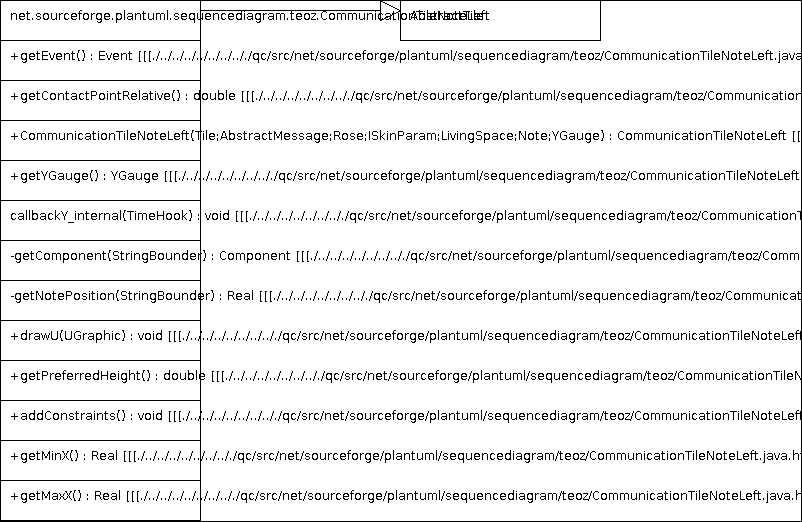 net.sourceforge.plantuml.sequencediagram.teoz.CommunicationTileNoteLeft
AbstractTile
+getEvent() : Event [[[./../../../../../../../../qc/src/net/sourceforge/plantuml/sequencediagram/teoz/CommunicationTileNoteLeft.java
+getContactPointRelative() : double [[[./../../../../../../../../qc/src/net/sourceforge/plantuml/sequencediagram/teoz/Communication
+CommunicationTileNoteLeft(Tile;AbstractMessage;Rose;ISkinParam;LivingSpace;Note;YGauge) : CommunicationTileNoteLeft [[
+getYGauge() : YGauge [[[./../../../../../../../../qc/src/net/sourceforge/plantuml/sequencediagram/teoz/CommunicationTileNoteLeft
callbackY_internal(TimeHook) : void [[[./../../../../../../../../qc/src/net/sourceforge/plantuml/sequencediagram/teoz/CommunicationT
-getComponent(StringBounder) : Component [[[./../../../../../../../../qc/src/net/sourceforge/plantuml/sequencediagram/teoz/Comm
-getNotePosition(StringBounder) : Real [[[./../../../../../../../../qc/src/net/sourceforge/plantuml/sequencediagram/teoz/Communicat
+drawU(UGraphic) : void [[[./../../../../../../../../qc/src/net/sourceforge/plantuml/sequencediagram/teoz/CommunicationTileNoteLeft
+getPreferredHeight() : double [[[./../../../../../../../../qc/src/net/sourceforge/plantuml/sequencediagram/teoz/CommunicationTileN
+addConstraints() : void [[[./../../../../../../../../qc/src/net/sourceforge/plantuml/sequencediagram/teoz/CommunicationTileNoteLeft
+getMinX() : Real [[[./../../../../../../../../qc/src/net/sourceforge/plantuml/sequencediagram/teoz/CommunicationTileNoteLeft.java.h
+getMaxX() : Real [[[./../../../../../../../../qc/src/net/sourceforge/plantuml/sequencediagram/teoz/CommunicationTileNoteLeft.java.h